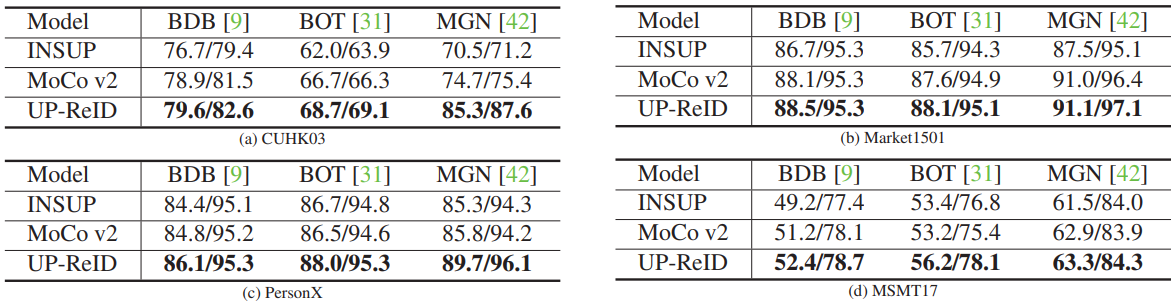 Model BDB [9] BOT [31] MGN [42]
INSUP 76.7/79.4 62.0/63.9 70.5/71.2
MoCo v2 78.9/81.5 66.7/66.3 74.7/75.4
UP-ReID 79.6/82.6 68.7/69.1 85.3/87.6
(a) CUHK03
Model BDB [9] BOT [31] MGN [42]
INSUP 86.7/95.3 85.7/94.3 87.5/95.1
MoCo v2 88.1/95.3 87.6/94.9 91.0/96.4
UP-ReID 88.5/95.3 88.1/95.1 91.1/97.1
(b) Market1501
Model BDB [9] BOT [31] MGN [42]
INSUP 84.4/95.1 86.7/94.8 85.3/94.3
MoCo v2 84.8/95.2 86.5/94.6 85.8/94.2
UP-ReID 86.1/95.3 88.0/95.3 89.7/96.1
(c) PersonX
Model BDB [9] BOT [31] MGN [42]
INSUP 49.2/77.4 53.4/76.8 61.5/84.0
MoCo v2 51.2/78.1 53.2/75.4 62.9/83.9
UP-ReID 52.4/78.7 56.2/78.1 63.3/84.3
(d) MSMT17